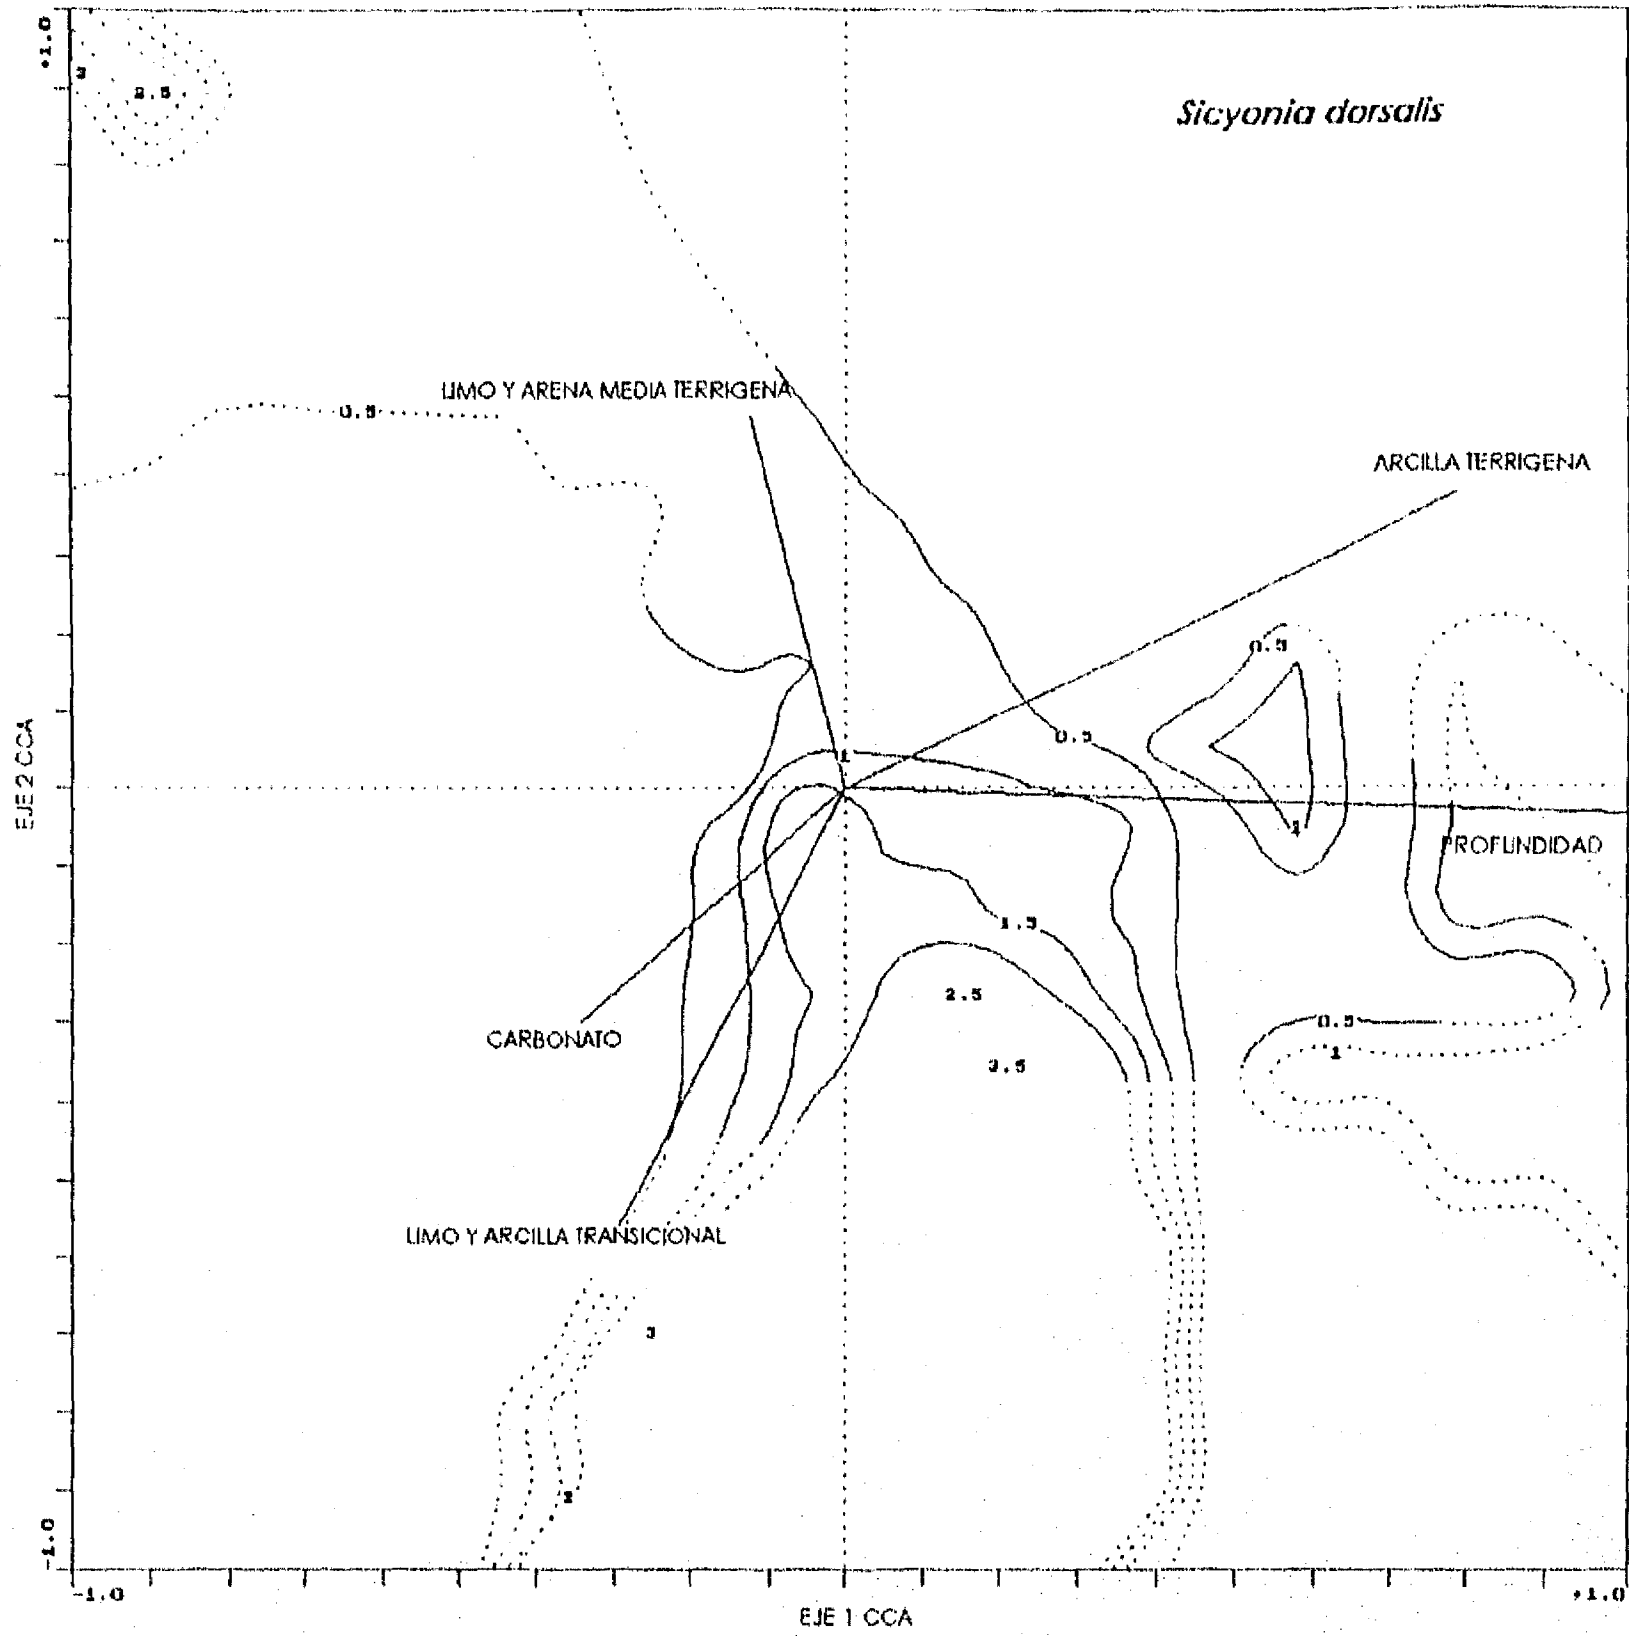 +1.0
2
2.5
Sicyonia dorsalis
LIMO Y ARENA MEDIA TERRIGENA
0.5
ARCILLA TERRIGENA
0.5
0.5
1
EJE 2 CCA
1
PROFUNDIDAD
1.5
2.5
0.5
CARBONATO
1
2.5
LIMO Y ARCILLA TRANSICIONAL
2
-1.0
-1.0
+1.0
EJE 1 CCA